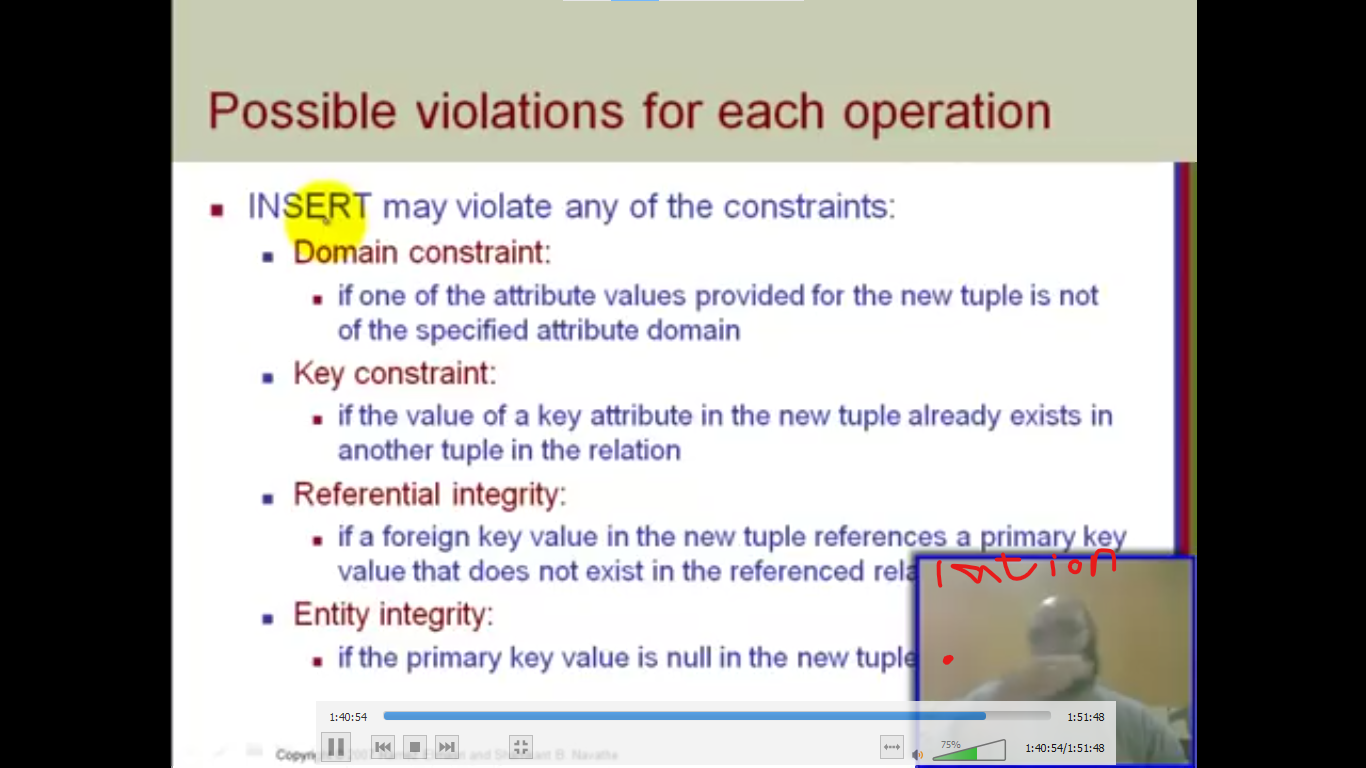 Possible violations for each operation
INSERT may violate any of the constraints:
Domain constraint:
if one of the attribute values provided for the new tuple is not
of the specified attribute domain
Key constraint:
if the value of a key attribute in the new tuple already exists in
another tuple in the relation
Referential integrity:
if a foreign key value in the new tuple references a primary key
value that does not exist in the referenced rela
Entity integrity:
if the primary key value is null in the new tuple
1:40:54
1:51:48
75%
1:40:54/1:51:48
and
B. Navathe